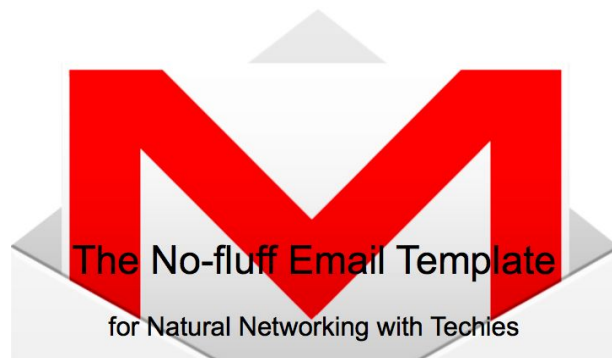 The No-fluff Email Template
for Natural Networking with Techies